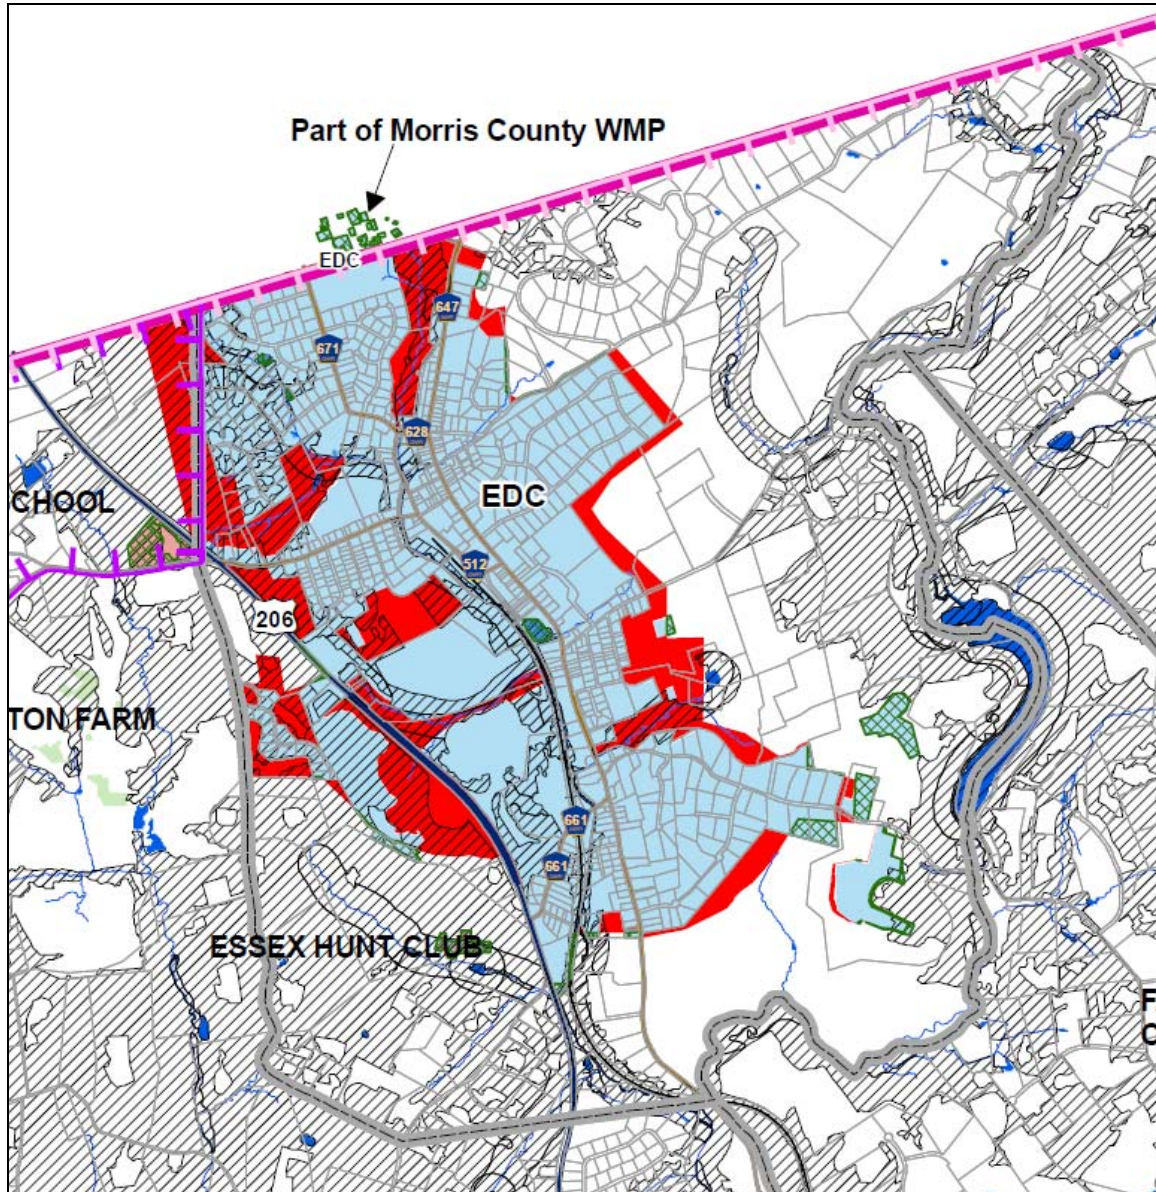 Part of Morris County WMP
EDC
647
671
628
CHOOL
EDC
512
206
TON FARM
661
661
ESSEX HUNT CLUB
F
C